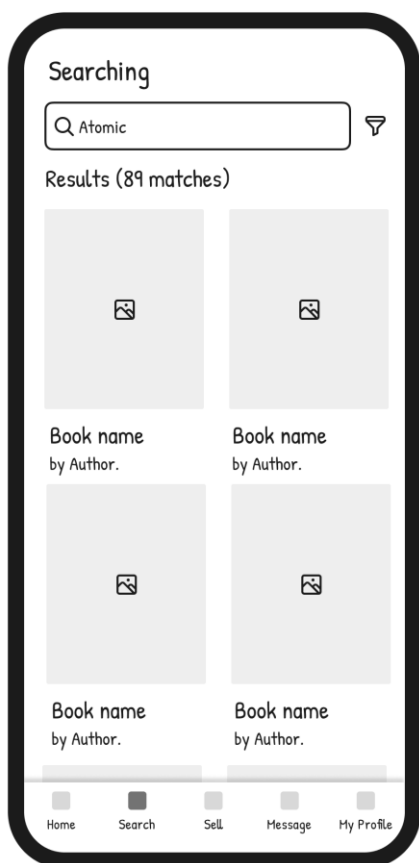 Searching
Atomic
Results (89 matches)
Book name
by Author.
Book name
by Author.
Book name
by Author.
Book name
by Author.
Home Search Sell Message My Profile